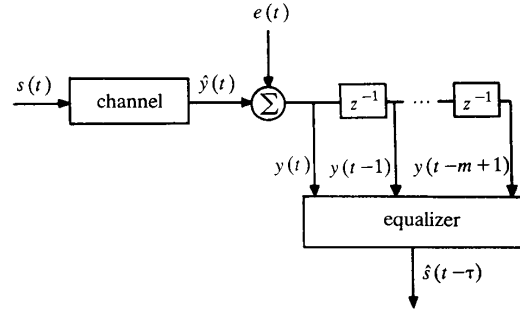 e(t)
s(t)
channel
ŷ(t)
Σ
z⁻¹
...
z⁻¹
y(t)
y(t−1)
y(t−m+1)
equalizer
ŝ(t−τ)